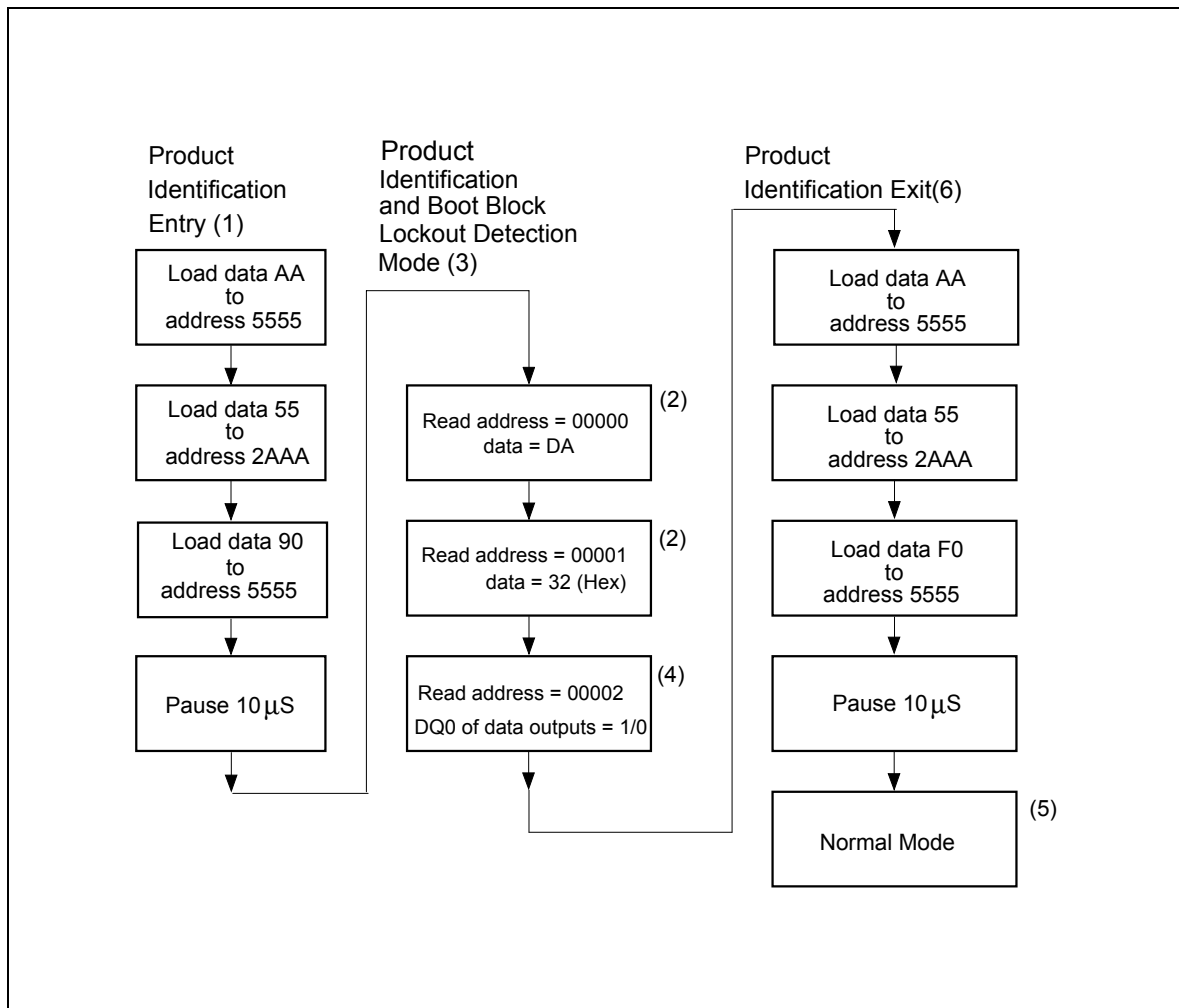 Product
Identification
Entry (1)
Load data AA
to
address 5555
Load data 55
to
address 2AAA
Load data 90
to
address 5555
Pause 10 μS
Product
Identification
and Boot Block
Lockout Detection
Mode (3)
Read address = 00000
data = DA
(2)
Read address = 00001
data = 32 (Hex)
(2)
Read address = 00002
DQ0 of data outputs = 1/0
(4)
Product
Identification Exit(6)
Load data AA
to
address 5555
Load data 55
to
address 2AAA
Load data F0
to
address 5555
Pause 10 μS
Normal Mode
(5)